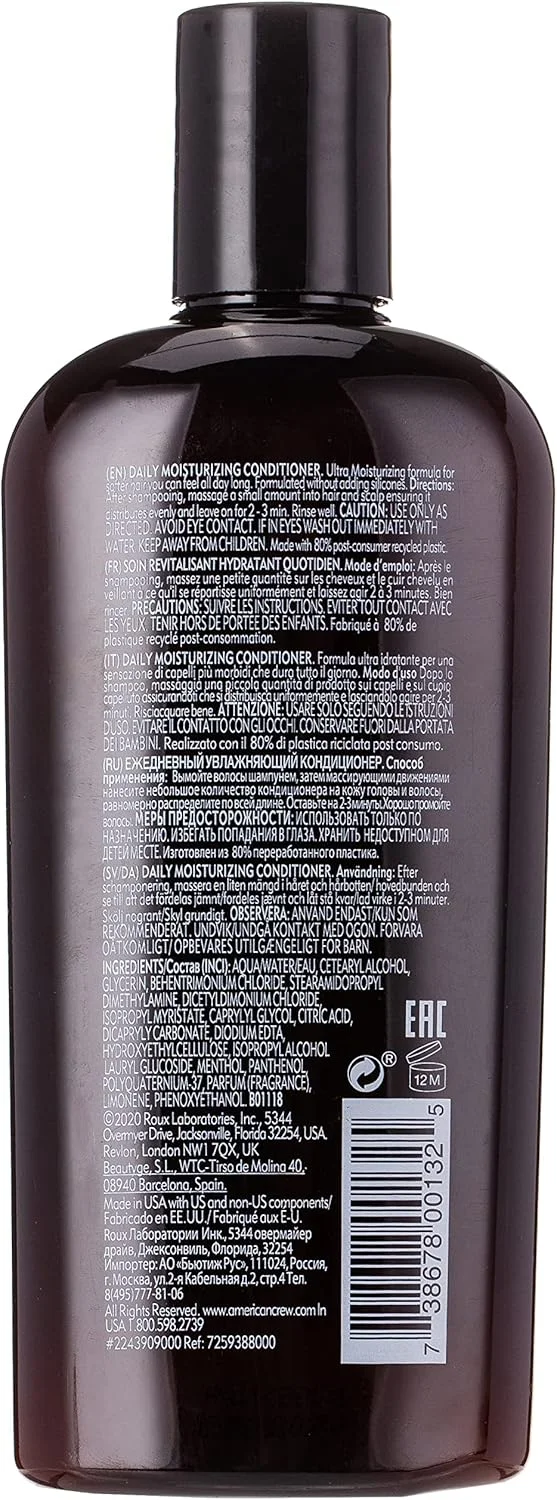 (EN) DAILY MOISTURIZING CONDITIONER. Ultra Moisturizing formula for
softer hair you can feel all day long. Formulated without adding silicones. Directions:
After shampooing, massage a small amount into hair and scalp ensuring it
distributes evenly and leave on for 2 - 3 min. Rinse well. CAUTION: USE ONLY AS
DIRECTED. AVOID EYE CONTACT. IF IN EYES WASH OUT IMMEDIATELY WITH
WATER. KEEP AWAY FROM CHILDREN. Made with 80% post-consumer recycled plastic.
(FR) SOIN REVITALISANT HYDRATANT QUOTIDIEN. Mode d'emploi: Après le
shampooing, massez une petite quantité sur les cheveux et le cuir chevelu en
veillant à ce qu'il se répartisse uniformément et laissez agir 2 à 3 minutes. Bien
rincer. PRECAUTIONS: SUIVRE LES INSTRUCTIONS. EVITER TOUT CONTACT AVEC
LES YEUX. TENIR HORS DE PORTEE DES ENFANTS. Fabriqué à 80% de
plastique recyclé post-consommation.
(IT) DAILY MOISTURIZING CONDITIONER. Formula ultra idratante per una
sensazione di capelli più morbidi che dura tutto il giorno. Modo d'uso Dopo lo
shampoo, massaggia una piccola quantità di prodotto sui capelli e sul cuoio
capelluto assicurandoti che si distribuisca uniformemente e lasciandolo agire per 2-3
minuti. Risciacquare bene. ATTENZIONE: USARE SOLO SEGUENDO LE ISTRUZIONI
D'USO. EVITARE IL CONTATTO CON GLI OCCHI. CONSERVARE FUORI DALLA PORTATA
DEI BAMBINI. Realizzato con il 80% di plastica riciclata post consumo.
(RU) ЕЖЕДНЕВНЫЙ УВЛАЖНЯЮЩИЙ КОНДИЦИОНЕР. Способ
применения: Вымойте волосы шампунем, затем массирующими движениями
нанесите небольшое количество кондиционера на кожу головы и волосы,
равномерно распределите по всей длине. Оставьте на 2-3 минуты. Хорошо промойте
волосы. МЕРЫ ПРЕДОСТОРОЖНОСТИ: ИСПОЛЬЗОВАТЬ ТОЛЬКО ПО
НАЗНАЧЕНИЮ. ИЗБЕГАТЬ ПОПАДАНИЯ В ГЛАЗА. ХРАНИТЬ НЕДОСТУПНОМ ДЛЯ
ДЕТЕЙ МЕСТЕ. Изготовлен из 80% переработанного пластика.
(SV/DA) DAILY MOISTURIZING CONDITIONER. Användning: Efter
schamponering, massera en liten mängd i håret och hårbotten/ hovedbunden och
se till att det fördelas jämnt/fordeles jævnt och låt stå kvar/lad virke i 2-3 minuter.
Skölj nogrant/Skyl grundigt. OBSERVERA: ANVÄND ENDAST/KUN SOM
REKOMMENDERAT. UNDVIK/UNDGÅ KONTAKT MED ÖGON. FÖRVARA
OÅTKOMLIGT/ OPBEVARES UTILGÆNGELIGT FOR BARN.
INGREDIENTS/Состав (INCI): AQUA/WATER/EAU, CETEARYL ALCOHOL,
GLYCERIN, BEHENTRIMONIUM CHLORIDE, STEARAMIDOPROPYL
DIMETHYLAMINE, DICETYLDIMONIUM CHLORIDE,
ISOPROPYL MYRISTATE, CAPRYLYL GLYCOL, CITRIC ACID,
DICAPRYLY CARBONATE, DIODIUM EDTA,
HYDROXYETHYLCELLULOSE, ISOPROPYL ALCOHOL
LAURYL GLUCOSIDE, MENTHOL, PANTHENOL,
POLYQUATERNIUM-37, PARFUM (FRAGRANCE),
LIMONENE, PHENOXYETHANOL. B01118
©2020 Roux Laboratories, Inc., 5344
Overmyer Drive, Jacksonville, Florida 32254, USA.
Revlon, London NW1 7QX, UK
Beautyge, S.L., WTC-Tirso de Molina 40,-
08940 Barcelona, Spain.
Made in USA with US and non-US components/
Fabricado en EE.UU./ Fabriqué aux E-U.
Roux Лаборатории Инк., 5344 овермайер
драйв, Джексонвиль, Флорида, 32254
Импортер: АО «Бьютиж Рус», 111024, Россия,
г. Москва, ул.2-я Кабельная д.2, стр.4 Тел.
8(495)777-81-06
All Rights Reserved. www.americancrew.com In
USA T 1.800.598.2739
#2243909000 Ref: 7259388000
EAC
®
12 M
7 38678 00132 5